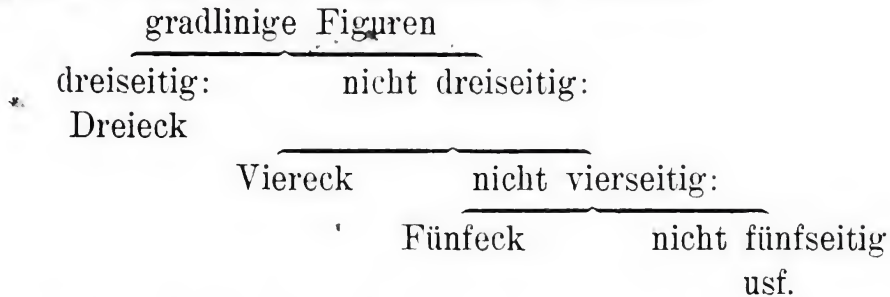 gradlinige Figuren
dreiseitig: nicht dreiseitig:
Dreieck
Viereck nicht vierseitig:
Fünfeck nicht fünfseitig
usf.